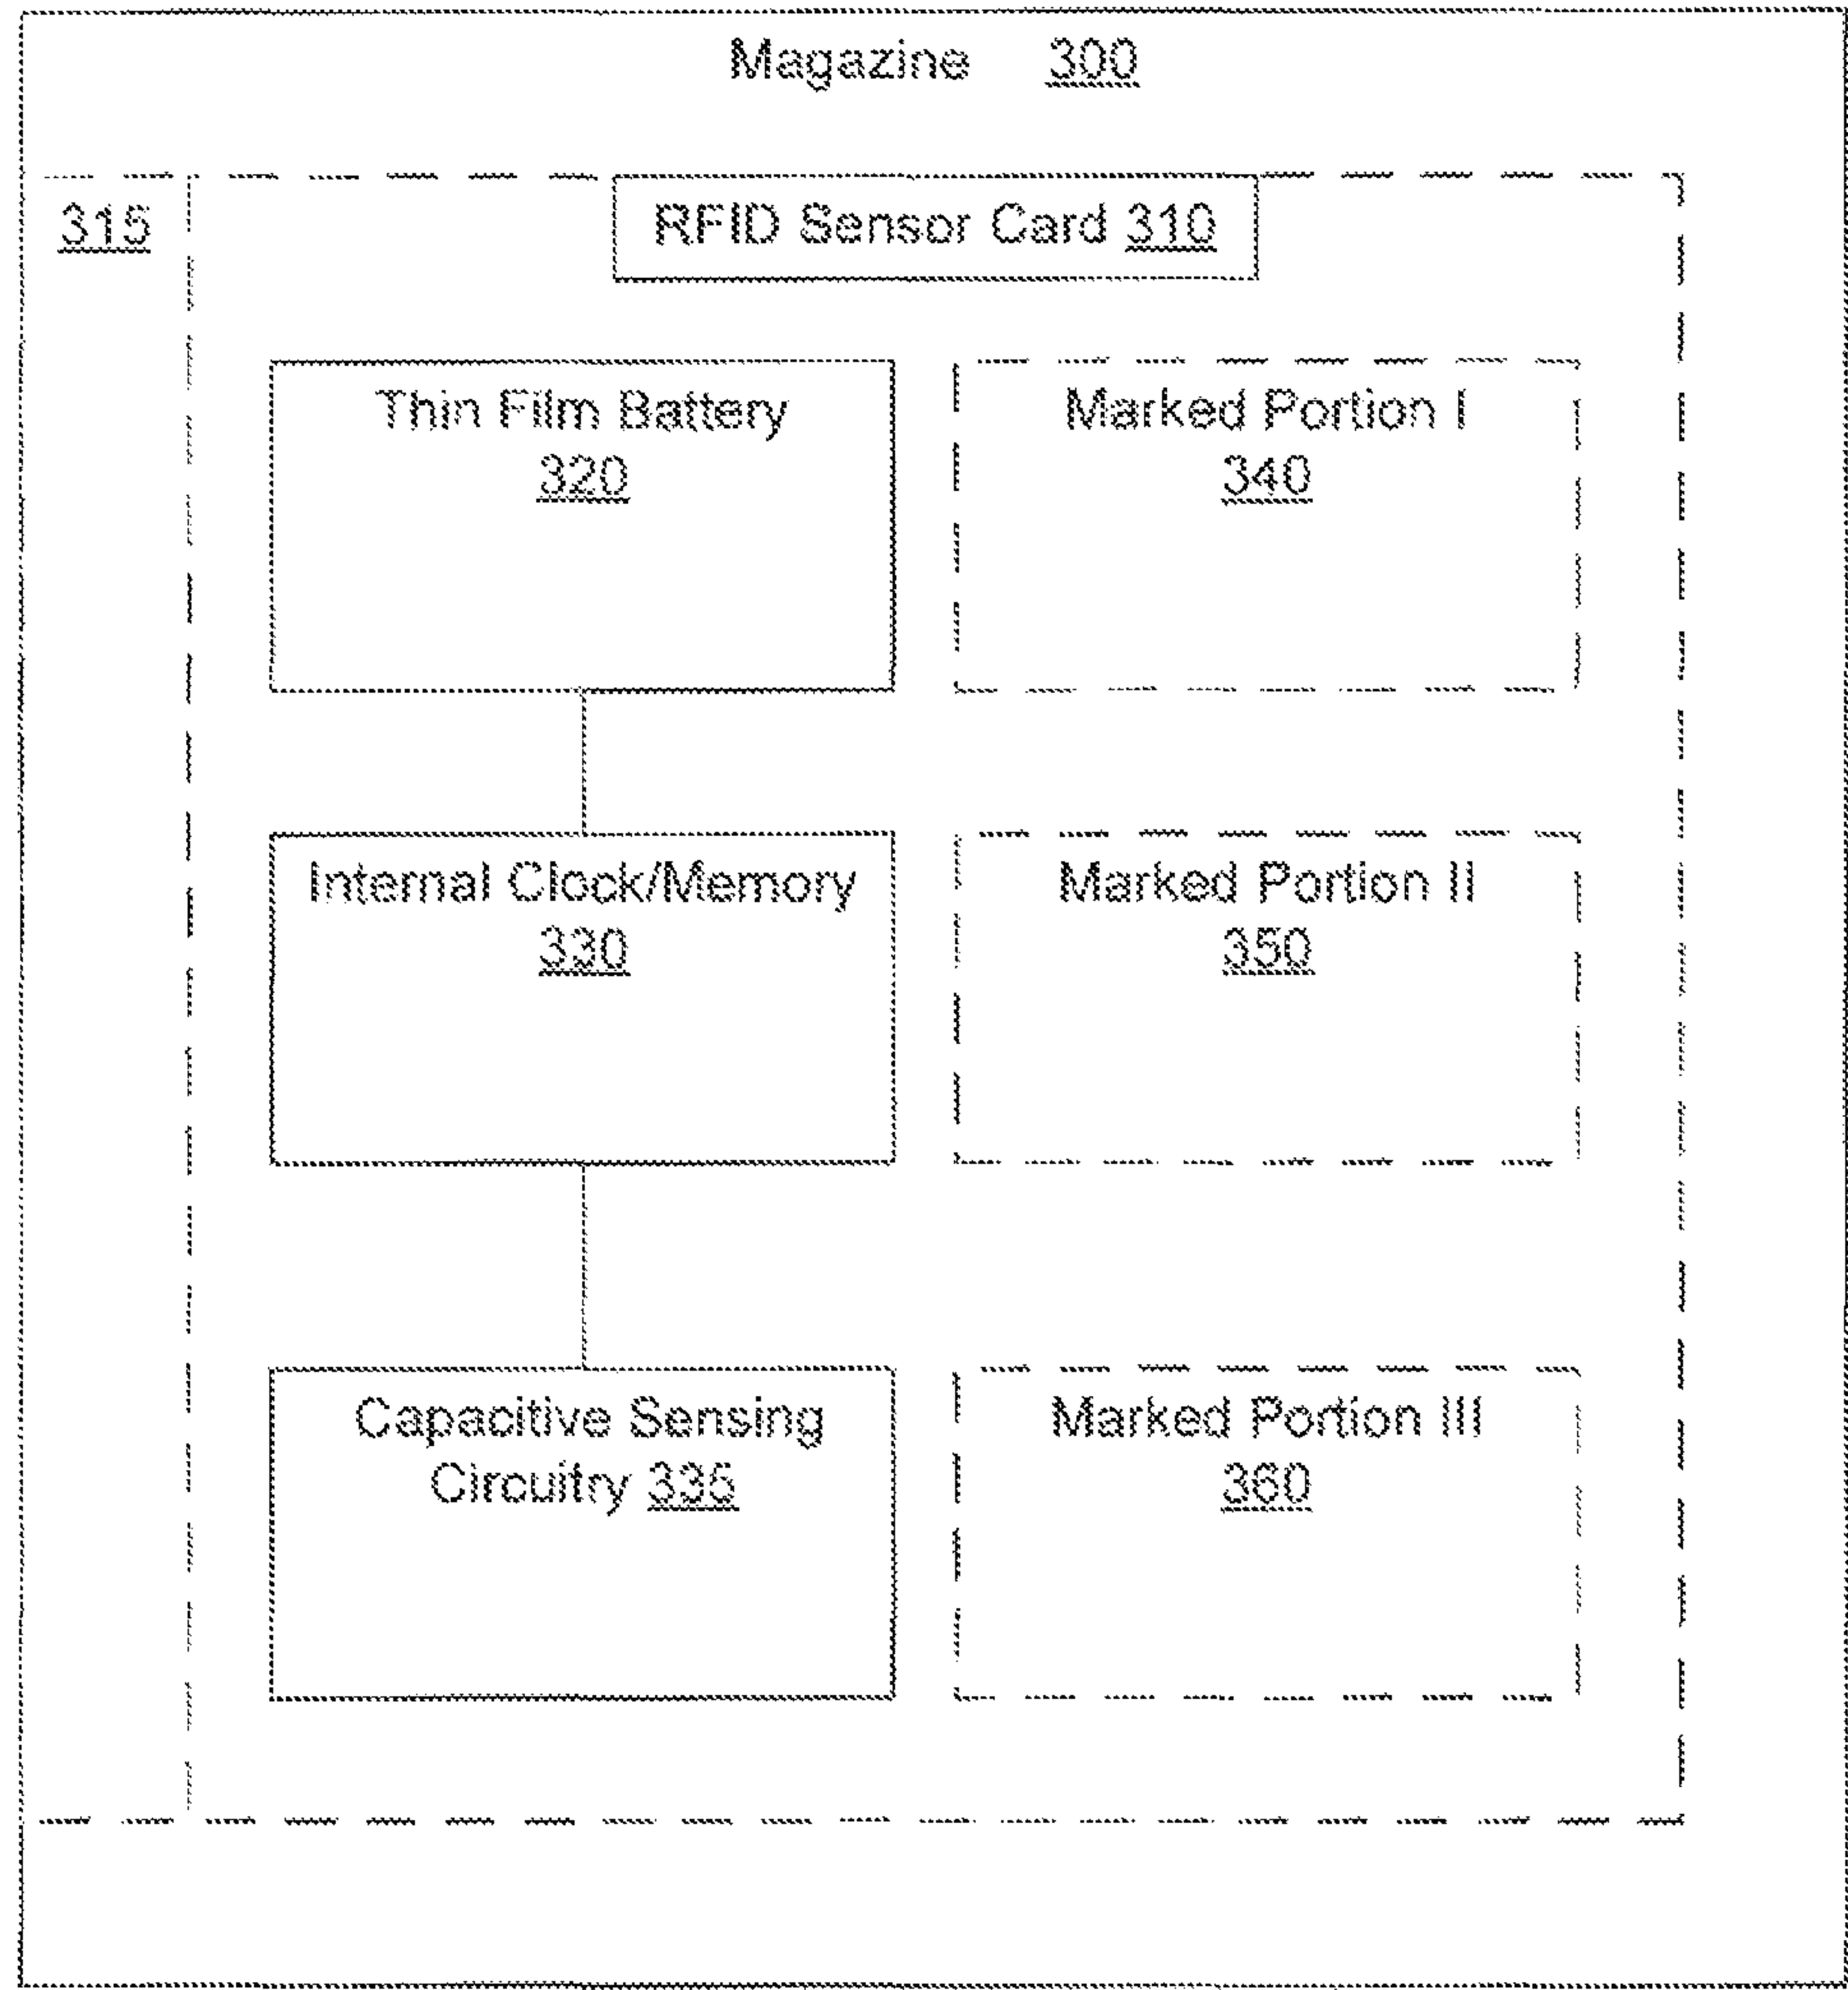 Magazine 300
315
RFID Sensor Card 310
Thin Film Battery
320
Marked Portion I
340
Internal Clock/Memory
330
Marked Portion II
350
Capacitive Sensing
Circuitry 335
Marked Portion III
360